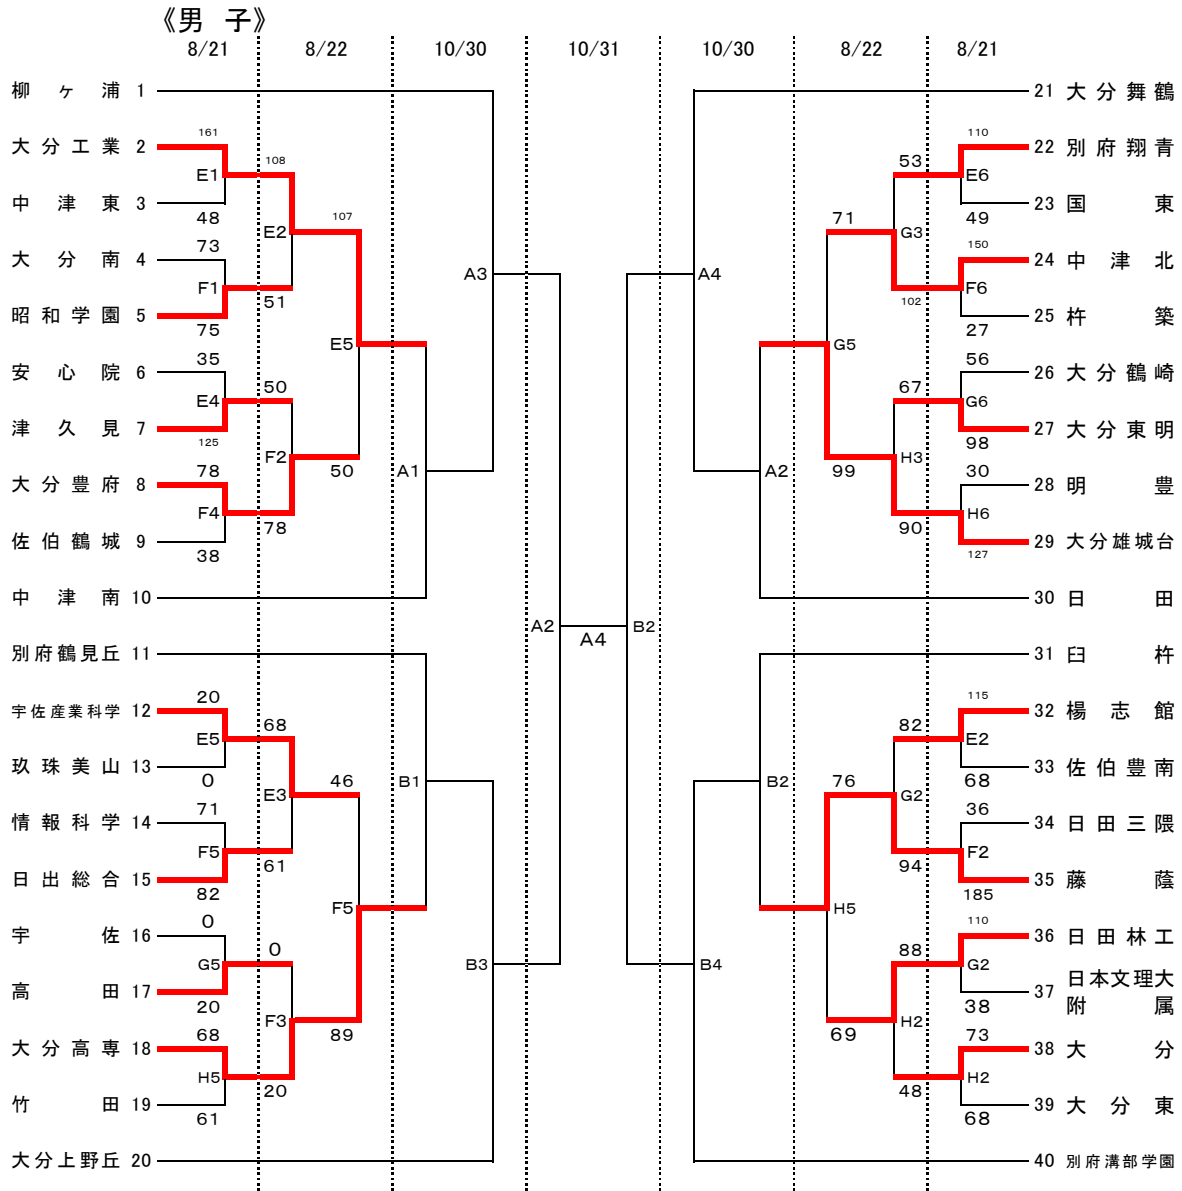 《男 子》
8/21 8/22 10/30 10/31 10/30 8/22 8/21
柳ヶ浦 1 21 大分舞鶴
161 110
大分工業 2 22 別府翔青
108 53
E1 E6
中津東 3 23 国東
48 107 71 49
E2 G3
73 150
大分南 4 24 中津北
A3 A4
F1 51 102 F6
昭和学園 5 25 杵築
75 27
E5 G5
35 56
安心院 6 26 大分鶴崎
50 67
E4 G6
津久見 7 27 大分東明
125 98
F2 H3
78 50 A1 A2 99 30
大分豊府 8 28 明豊
F4 H6
78 90
佐伯鶴城 9 29 大分雄城台
38 127
中津南 10 30 日田
A2 A4 B2
別府鶴見丘 11 31 臼杵
20 115
宇佐産業科学 12 32 楊志館
68 82
E5 E2
玖珠美山 13 33 佐伯豊南
0 46 B1 B2 76 68
E3 G2
71 36
情報科学 14 34 日田三隈
F5 61 94 F2
日出総合 15 35 藤蔭
82 185
F5 H5
0 110
宇佐 16 36 日田林工
0 88
G5 B3 B4 G2
高田 17 37 日本文理大附属
20 38
F3 H2
68 89 69 73
大分高専 18 38 大分
H5 H2
20 48
竹田 19 39 大分東
61 68
大分上野丘 20 40 別府溝部学園